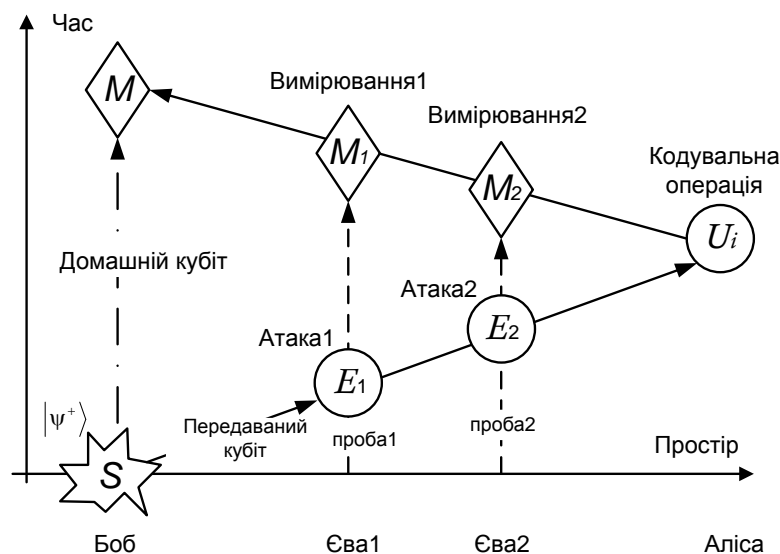 Час
Вимірювання1
M
Вимірювання2
M1
Кодувальна
операція
M2
Ui
Домашній кубіт
Атака2
Атака1
E2
E1
|ψ⁺⟩
Передаваний
кубіт
проба1
проба2
Простір
S
Боб
Єва1
Єва2
Аліса